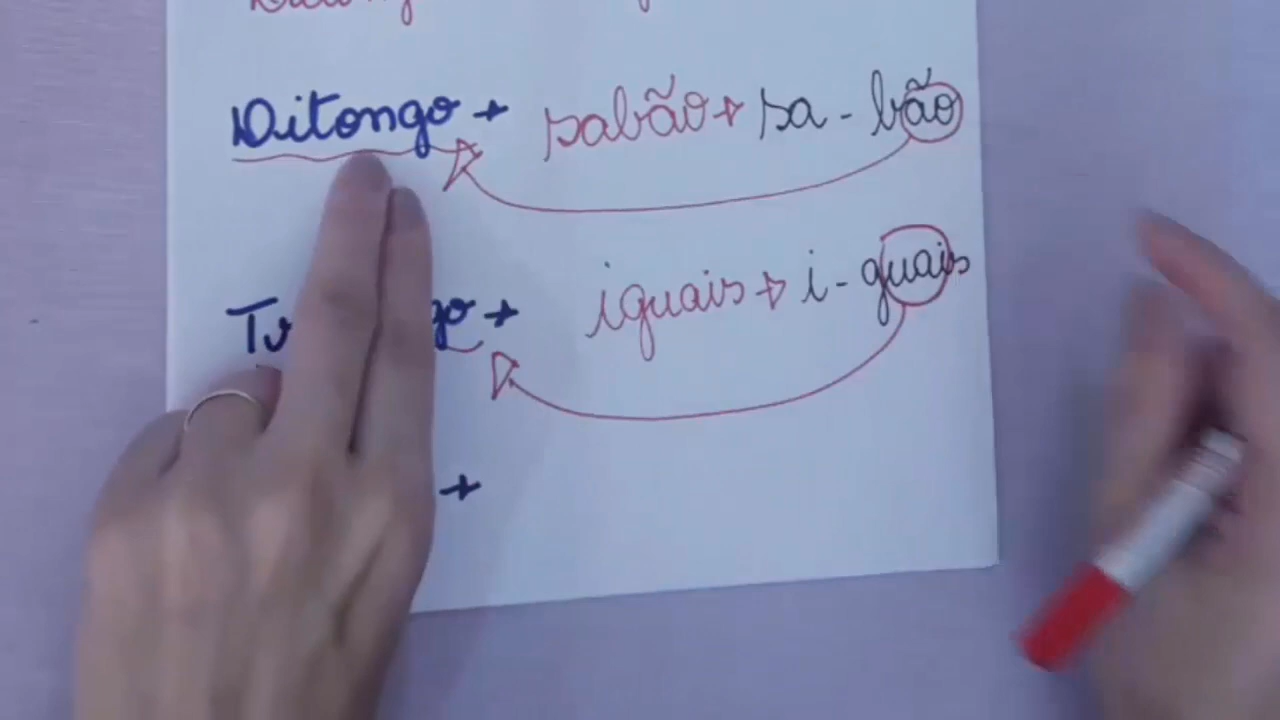 Ditongo → sabão → sa - bão
iguais → i - guais